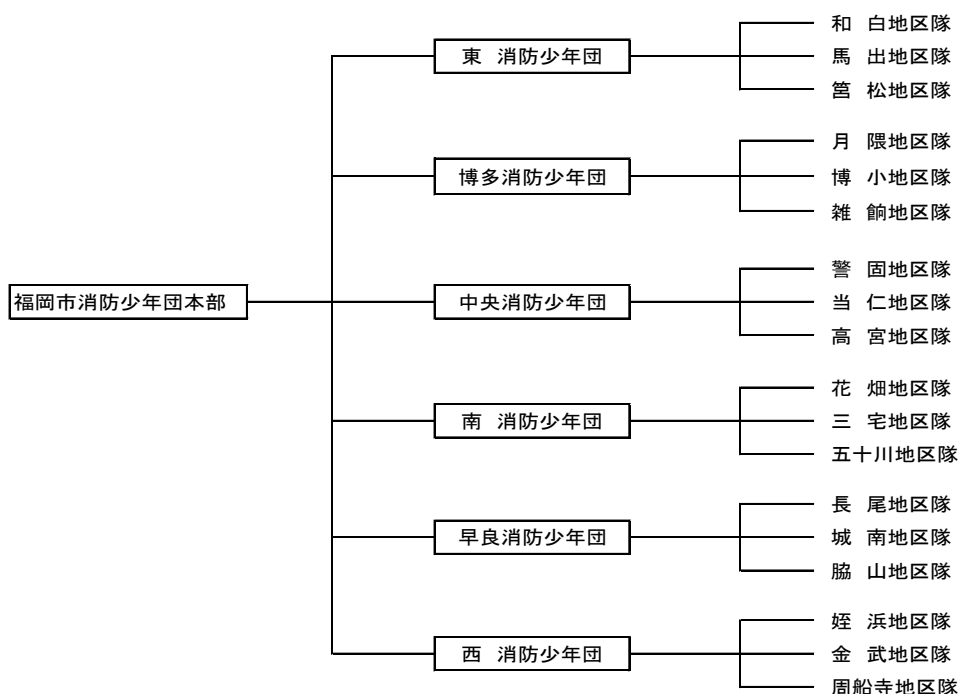 福岡市消防少年団本部
東 消防少年団
和 白地区隊
馬 出地区隊
筥 松地区隊
博多消防少年団
月 隈地区隊
博 小地区隊
雑 餉地区隊
中央消防少年団
警 固地区隊
当 仁地区隊
高 宮地区隊
南 消防少年団
花 畑地区隊
三 宅地区隊
五十川地区隊
早良消防少年団
長 尾地区隊
城 南地区隊
脇 山地区隊
西 消防少年団
姪 浜地区隊
金 武地区隊
周船寺地区隊